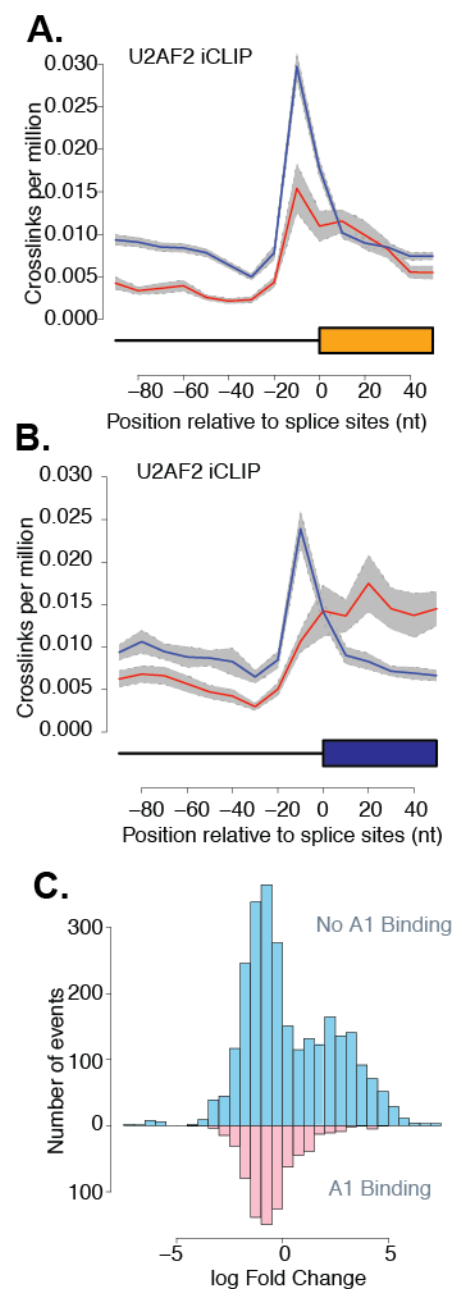 A.
U2AF2 iCLIP
Crosslinks per million
0.030
0.025
0.020
0.015
0.010
0.005
0.000
−80 −60 −40 −20 0 20 40
Position relative to splice sites (nt)
B.
U2AF2 iCLIP
Crosslinks per million
0.030
0.025
0.020
0.015
0.010
0.005
0.000
−80 −60 −40 −20 0 20 40
Position relative to splice sites (nt)
C.
No A1 Binding
Number of events
300
200
100
0
100
A1 Binding
−5 0 5
log Fold Change